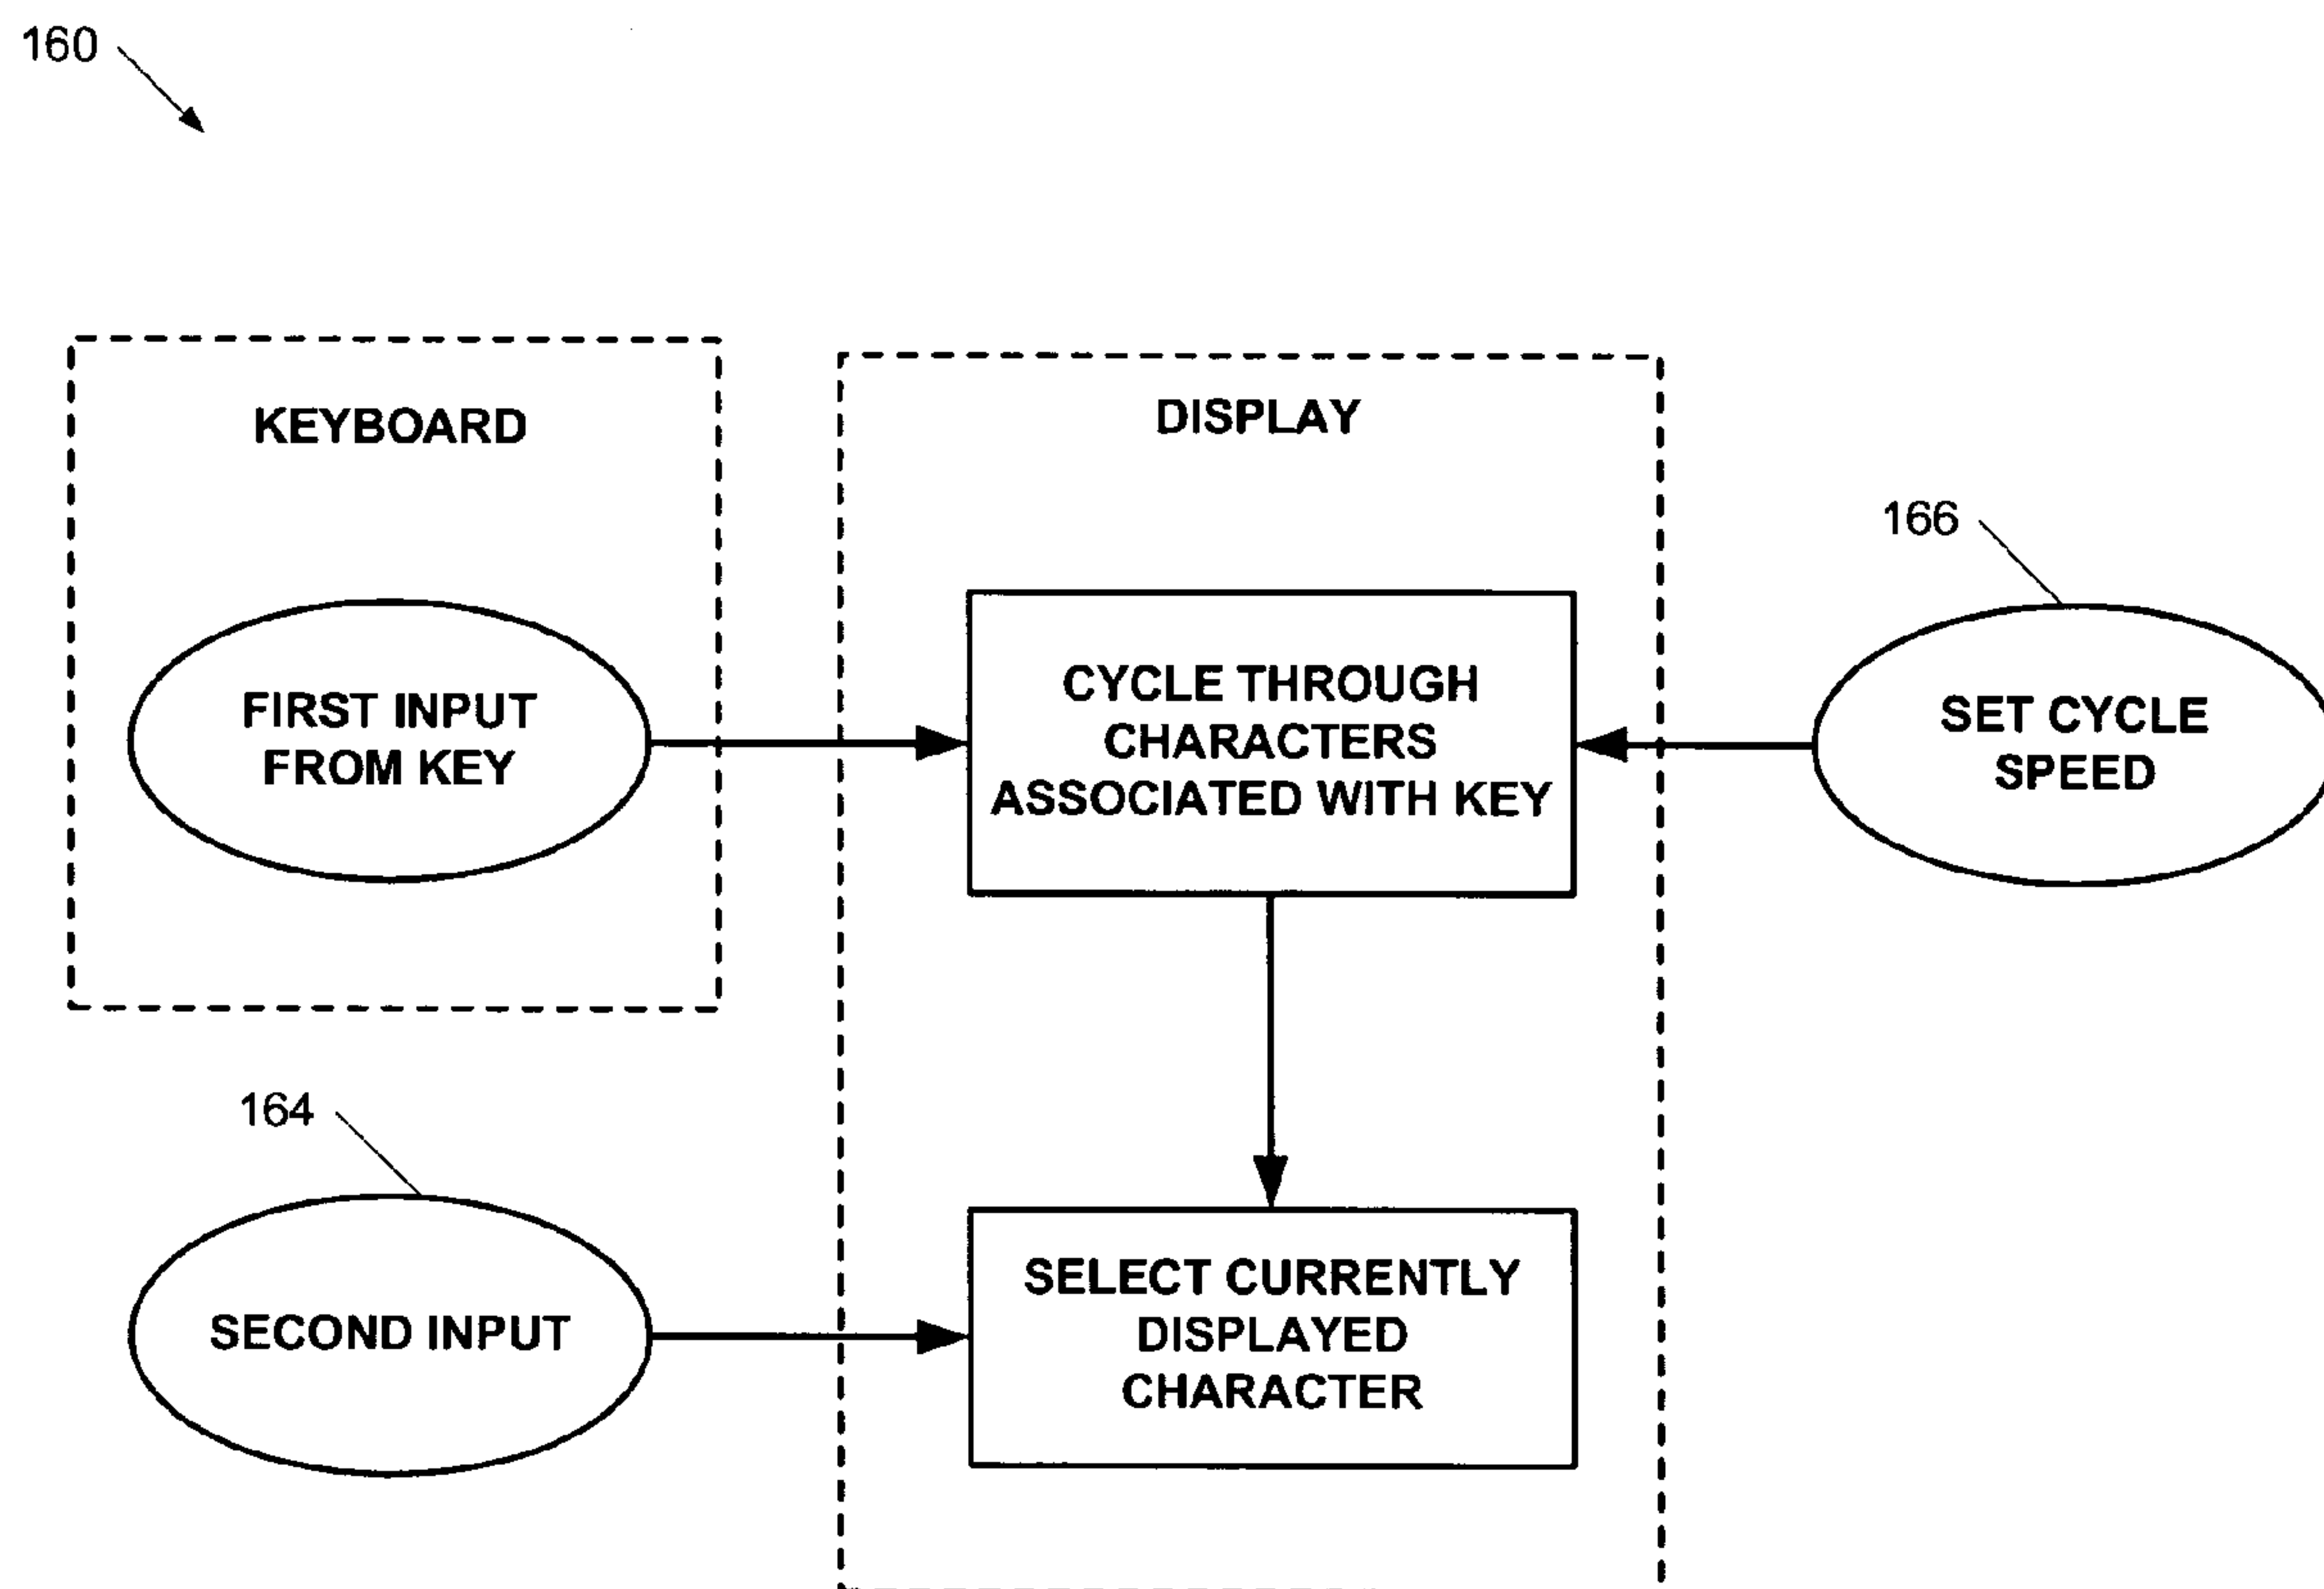 160
KEYBOARD
DISPLAY
166
FIRST INPUT
FROM KEY
CYCLE THROUGH
CHARACTERS
ASSOCIATED WITH KEY
SET CYCLE
SPEED
164
SECOND INPUT
SELECT CURRENTLY
DISPLAYED
CHARACTER